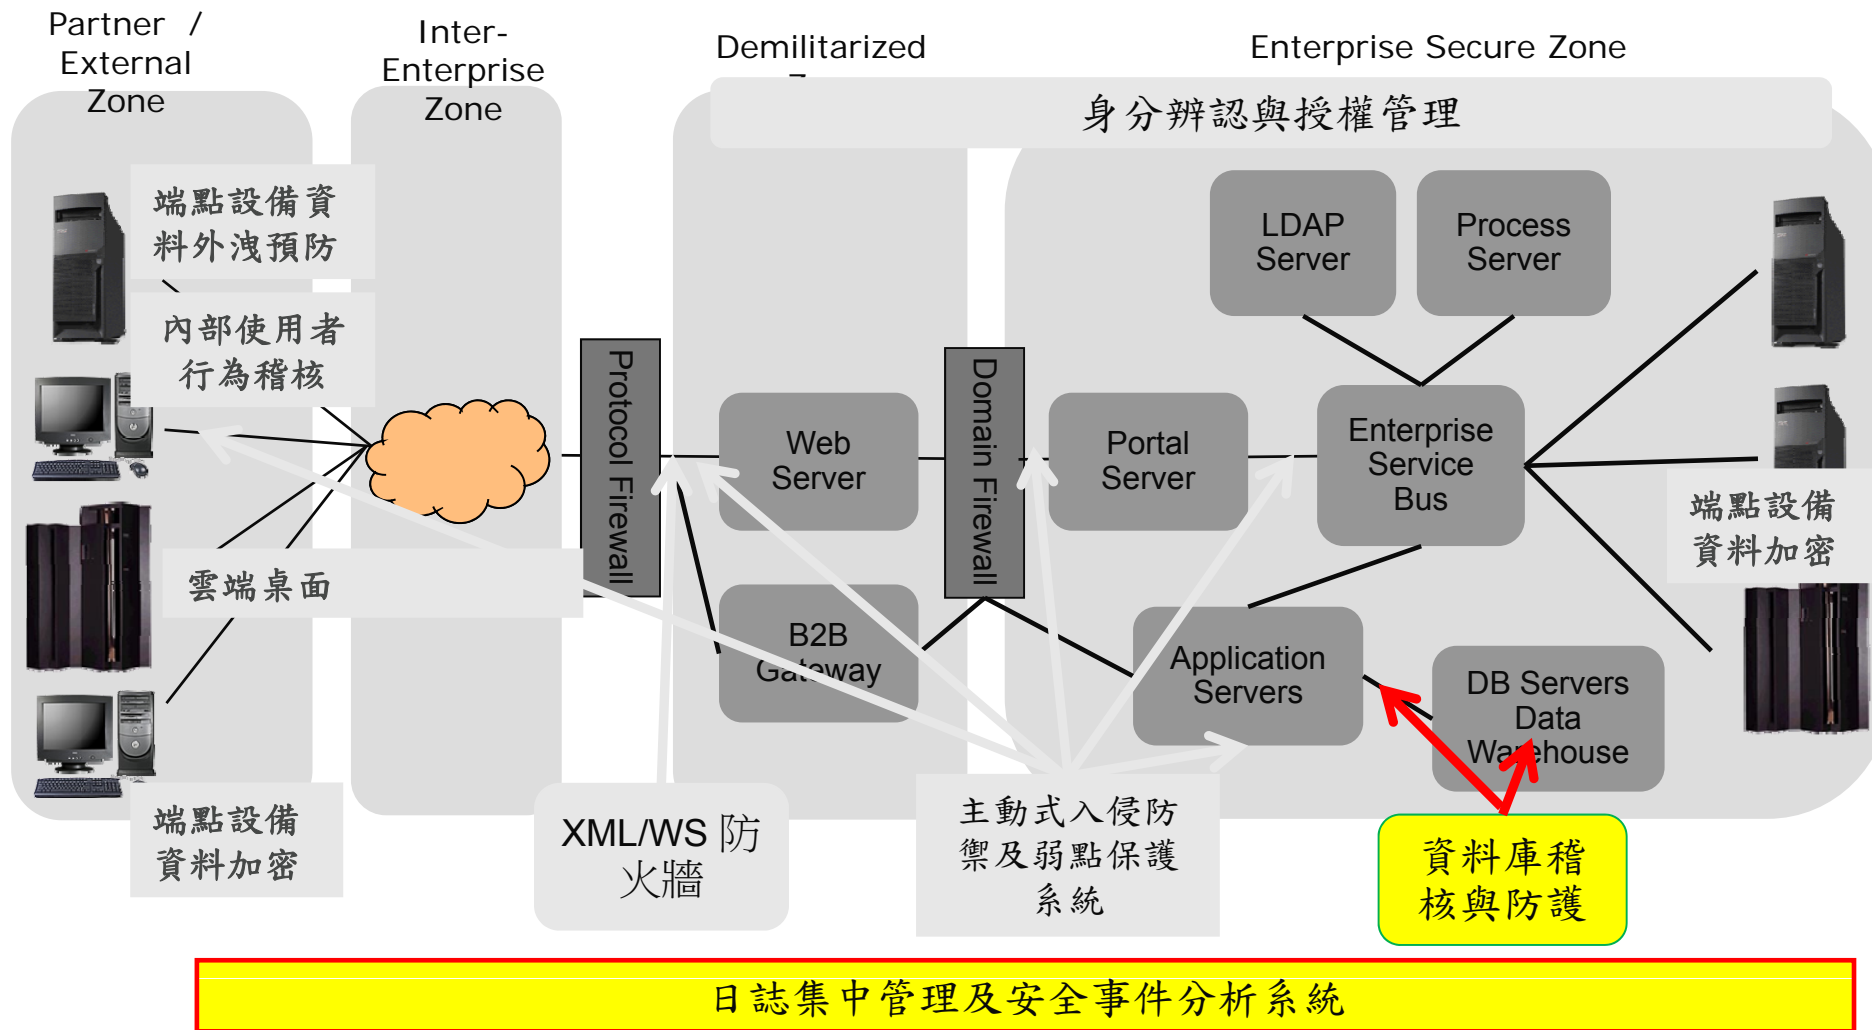 Partner /
External
Zone
Inter-
Enterprise
Zone
Demilitarized
Enterprise Secure Zone
身分辨認與授權管理
端點設備資
料外洩預防
內部使用者
行為稽核
雲端桌面
端點設備
資料加密
Protocol Firewall
Web
Server
B2B
Gateway
Domain Firewall
Portal
Server
LDAP
Server
Process
Server
Enterprise
Service
Bus
Application
Servers
DB Servers
Data
Warehouse
端點設備
資料加密
XML/WS 防
火牆
主動式入侵防
禦及弱點保護
系統
資料庫稽
核與防護
日誌集中管理及安全事件分析系統